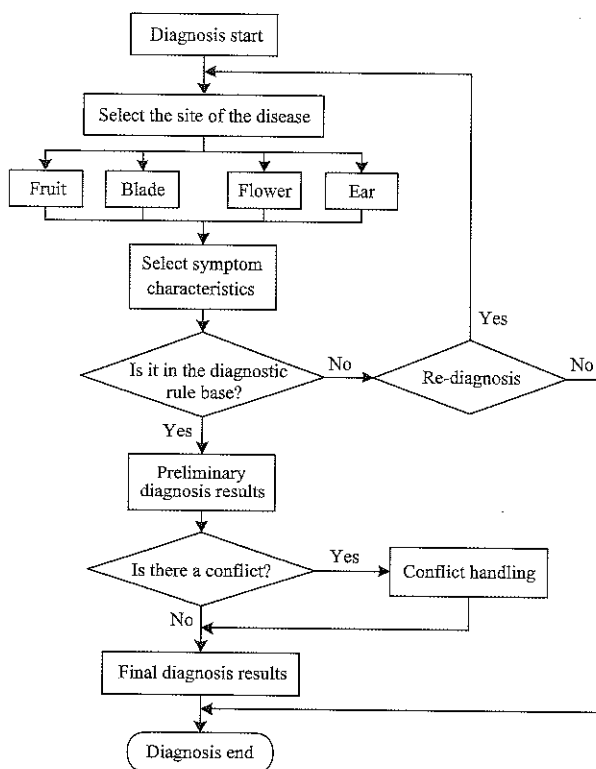 Diagnosis start
Select the site of the disease
Fruit
Blade
Flower
Ear
Select symptom
characteristics
Yes
Is it in the diagnostic
rule base?
No
Re-diagnosis
No
Yes
Preliminary
diagnosis results
Is there a conflict?
Yes
Conflict handling
No
Final diagnosis results
Diagnosis end